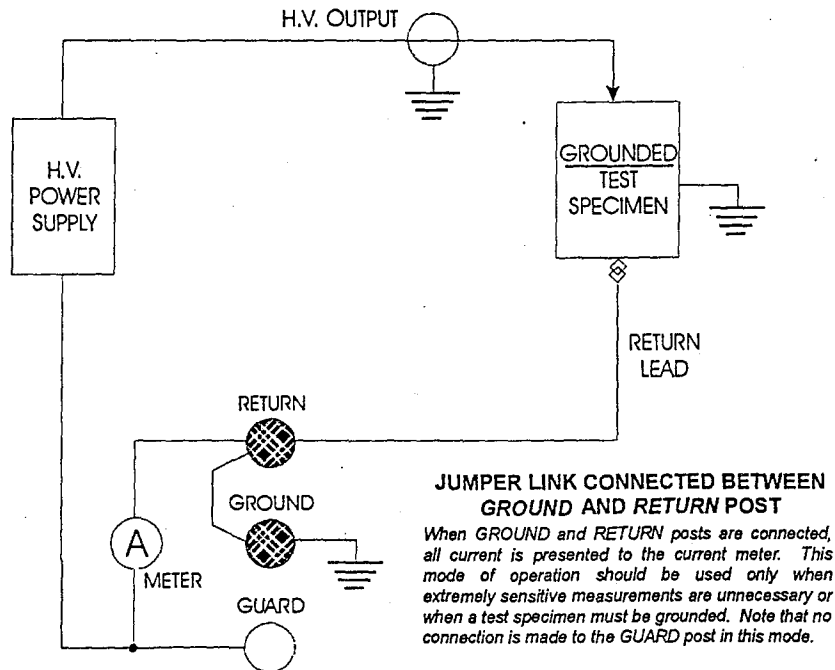 H.V. OUTPUT
H.V.
POWER
SUPPLY
GROUNDED
TEST
SPECIMEN
RETURN
LEAD
RETURN
GROUND
A
METER
GUARD
JUMPER LINK CONNECTED BETWEEN
GROUND AND RETURN POST
When GROUND and RETURN posts are connected,
all current is presented to the current meter. This
mode of operation should be used only when
extremely sensitive measurements are unnecessary or
when a test specimen must be grounded. Note that no
connection is made to the GUARD post in this mode.